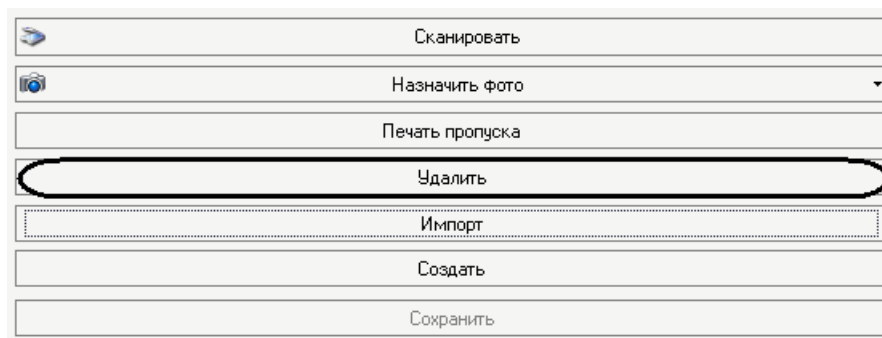 Сканировать
Назначить фото
Печать пропуска
Удалить
Импорт
Создать
Сохранить